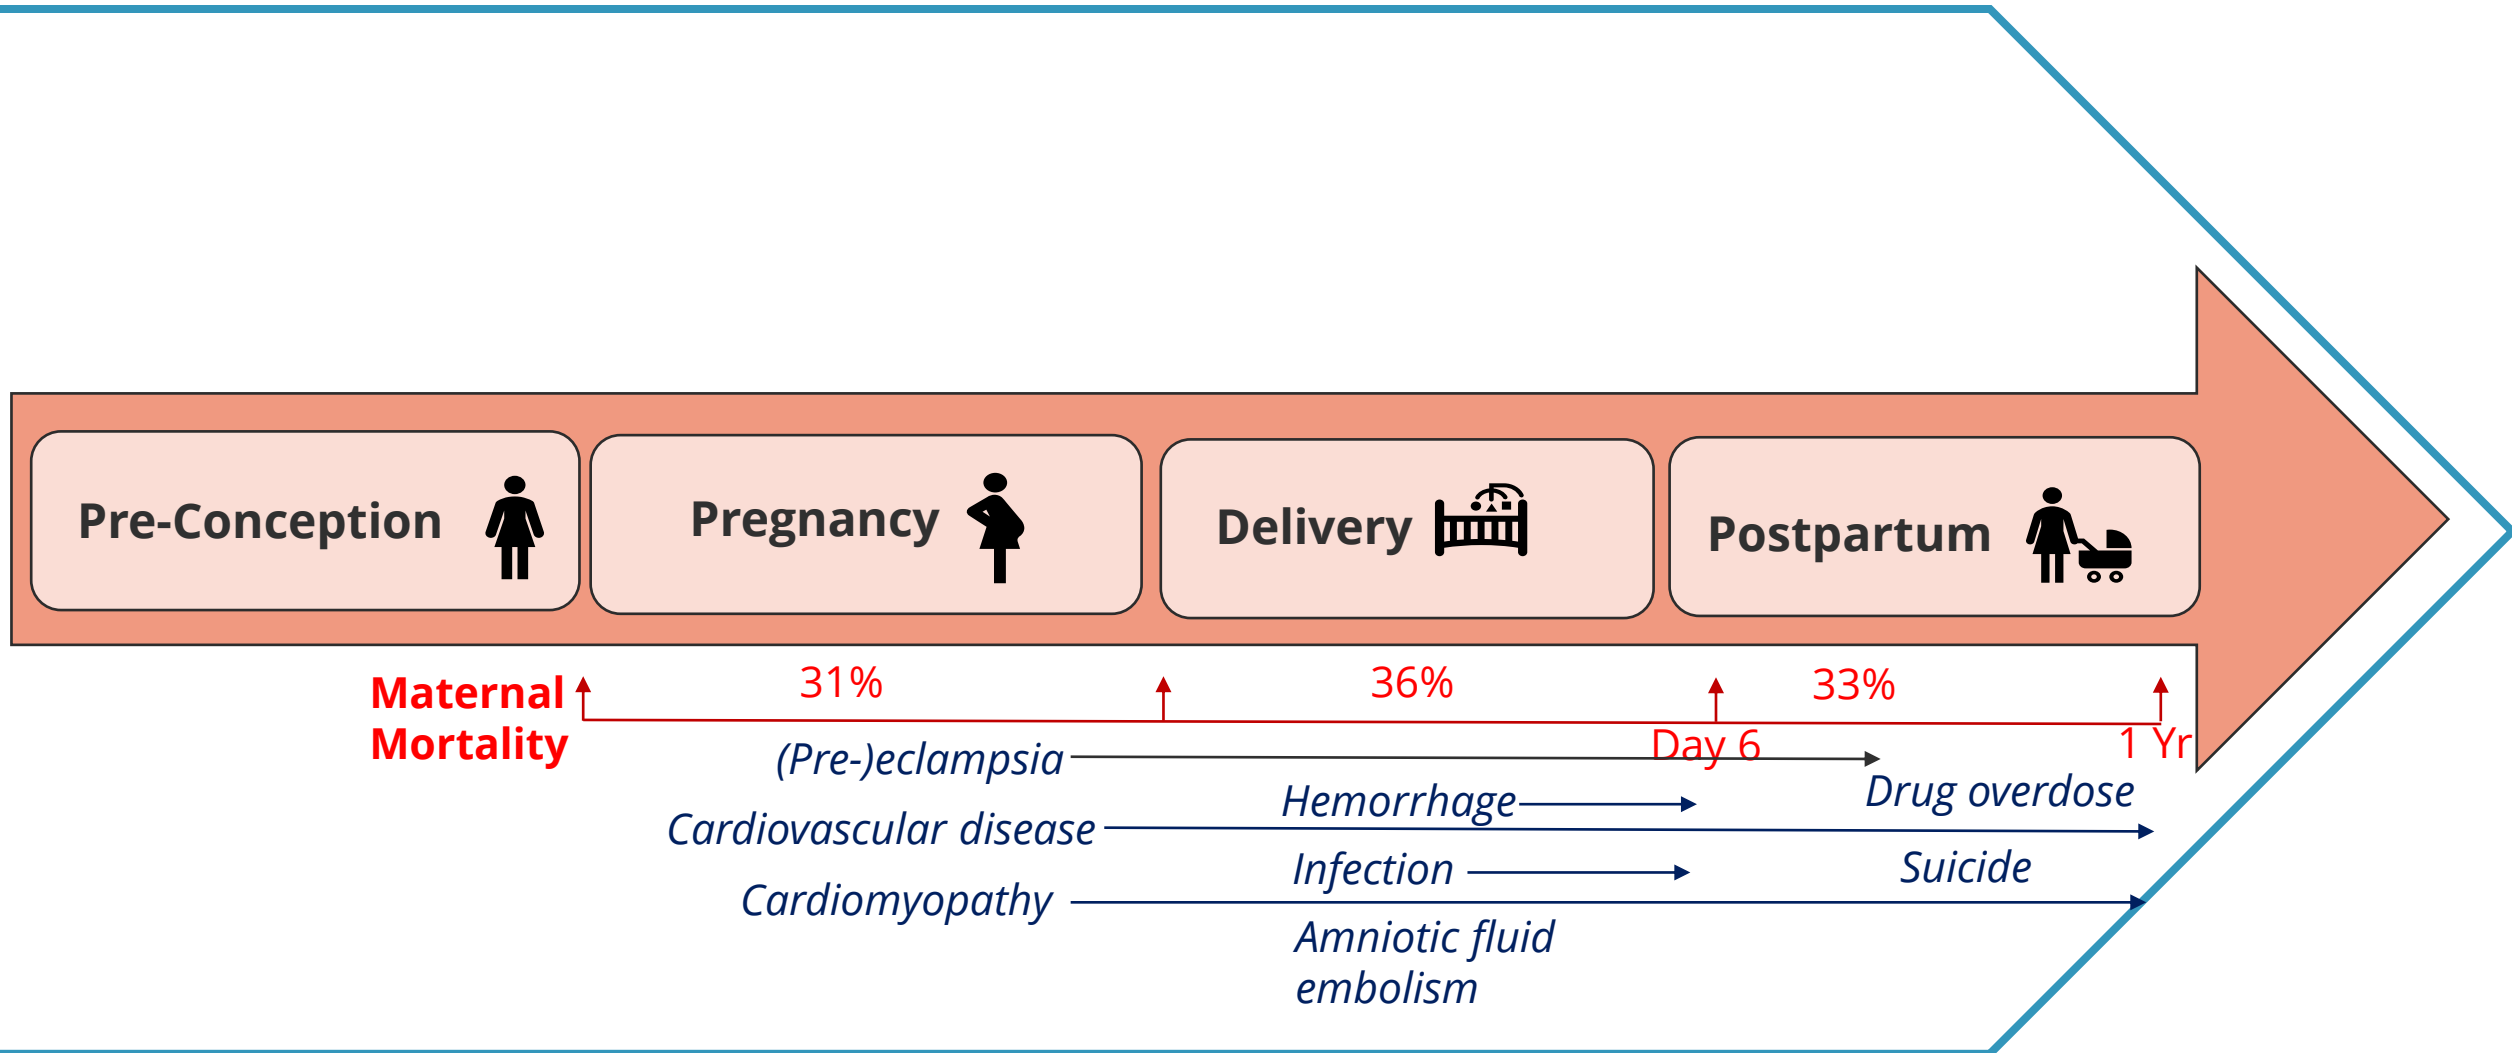 Pre-Conception
Pregnancy
Delivery
Postpartum
Maternal
Mortality
31%
36%
33%
Day 6
1 Yr
(Pre-)eclampsia
Hemorrhage
Drug overdose
Cardiovascular disease
Infection
Suicide
Cardiomyopathy
Amniotic fluid
embolism